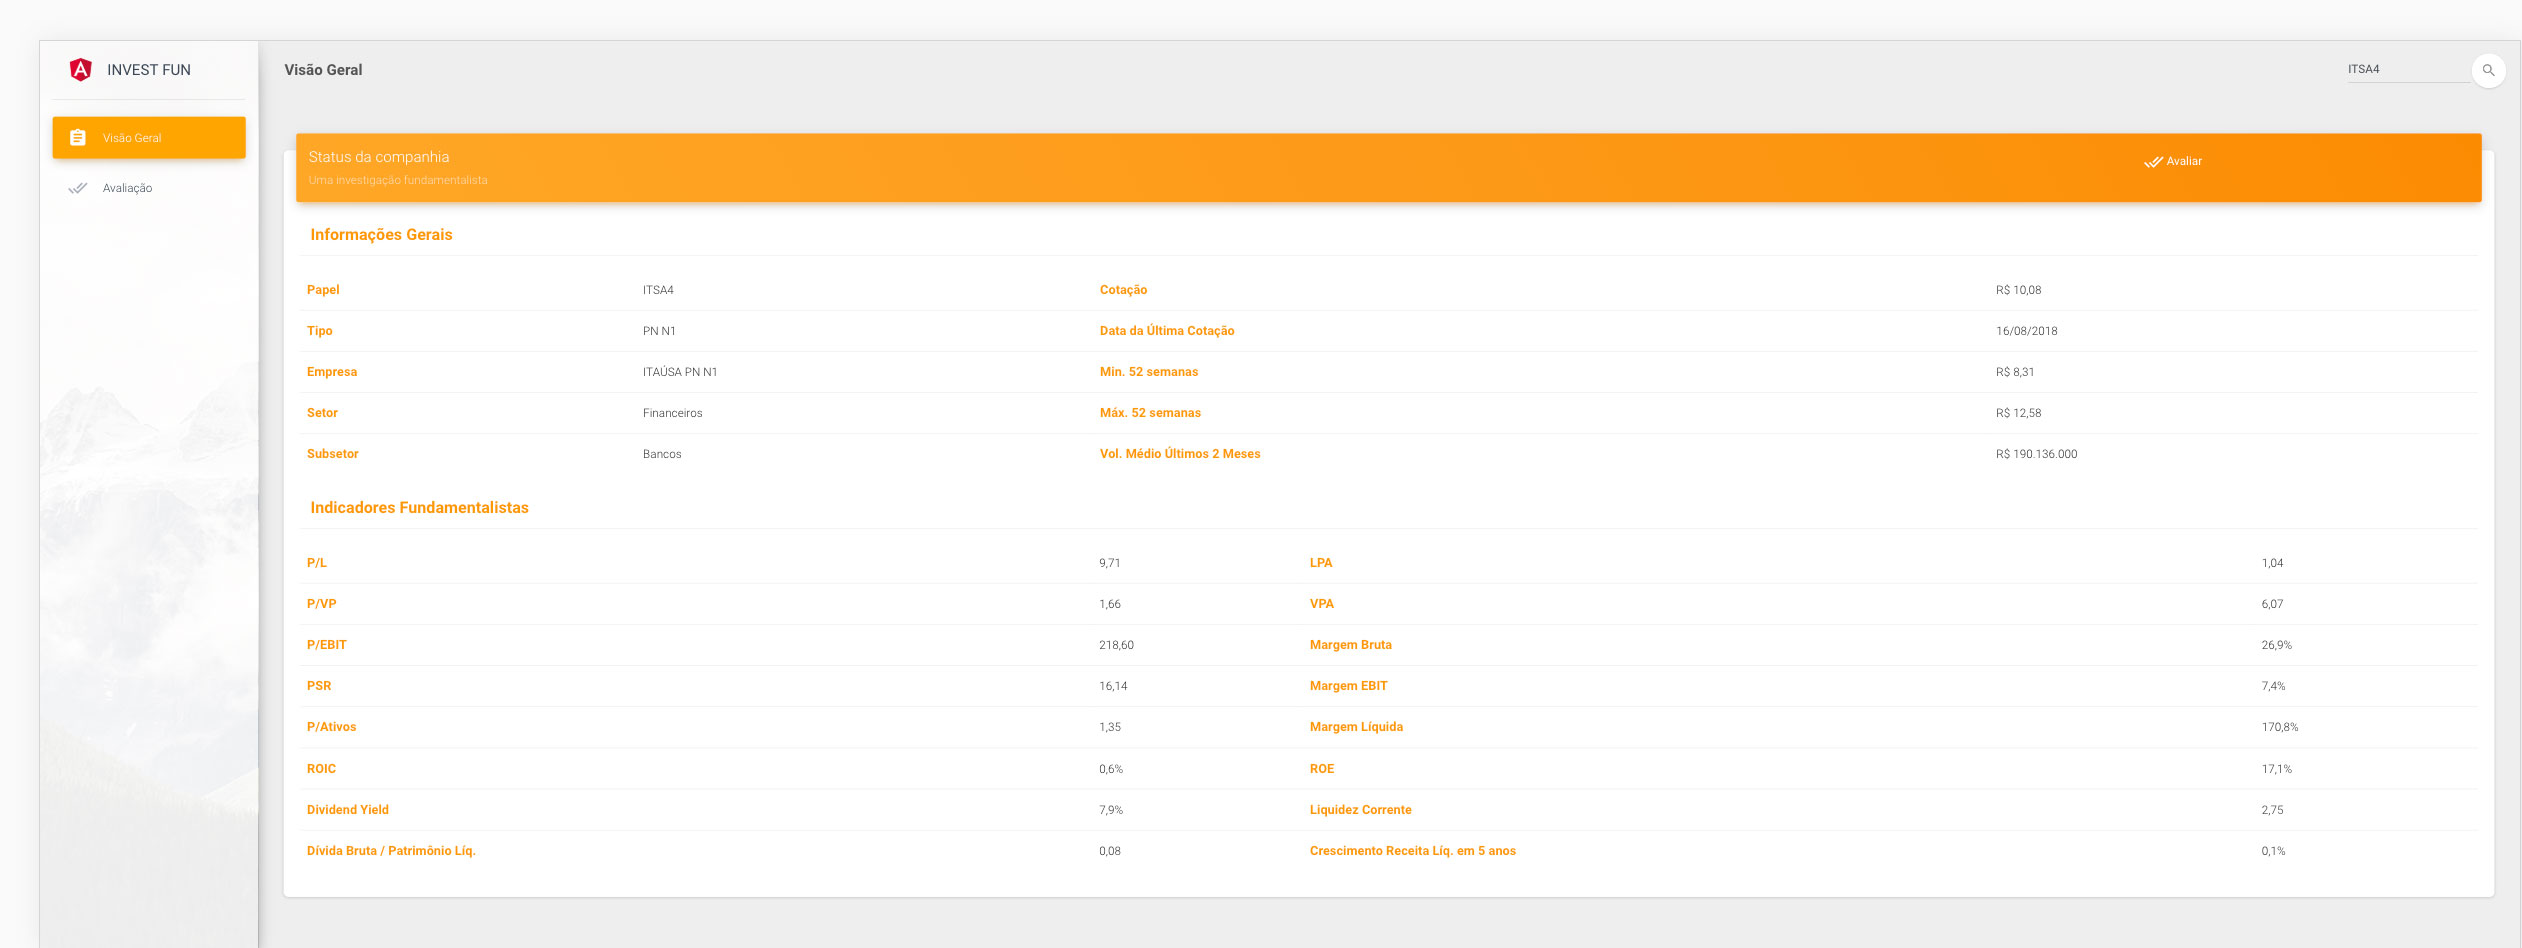 INVEST FUN
Visão Geral
Avaliação
Visão Geral
ITSA4
Status da companhia
Uma investigação fundamentalista
Avaliar
Informações Gerais
Papel ITSA4 Cotação R$ 10,08
Tipo PN N1 Data da Última Cotação 16/08/2018
Empresa ITAÚSA PN N1 Min. 52 semanas R$ 8,31
Setor Financeiros Máx. 52 semanas R$ 12,58
Subsetor Bancos Vol. Médio Últimos 2 Meses R$ 190.136.000
Indicadores Fundamentalistas
P/L 9,71 LPA 1,04
P/VP 1,66 VPA 6,07
P/EBIT 218,60 Margem Bruta 26,9%
PSR 16,14 Margem EBIT 7,4%
P/Ativos 1,35 Margem Líquida 170,8%
ROIC 0,6% ROE 17,1%
Dividend Yield 7,9% Liquidez Corrente 2,75
Dívida Bruta / Patrimônio Líq. 0,08 Crescimento Receita Líq. em 5 anos 0,1%